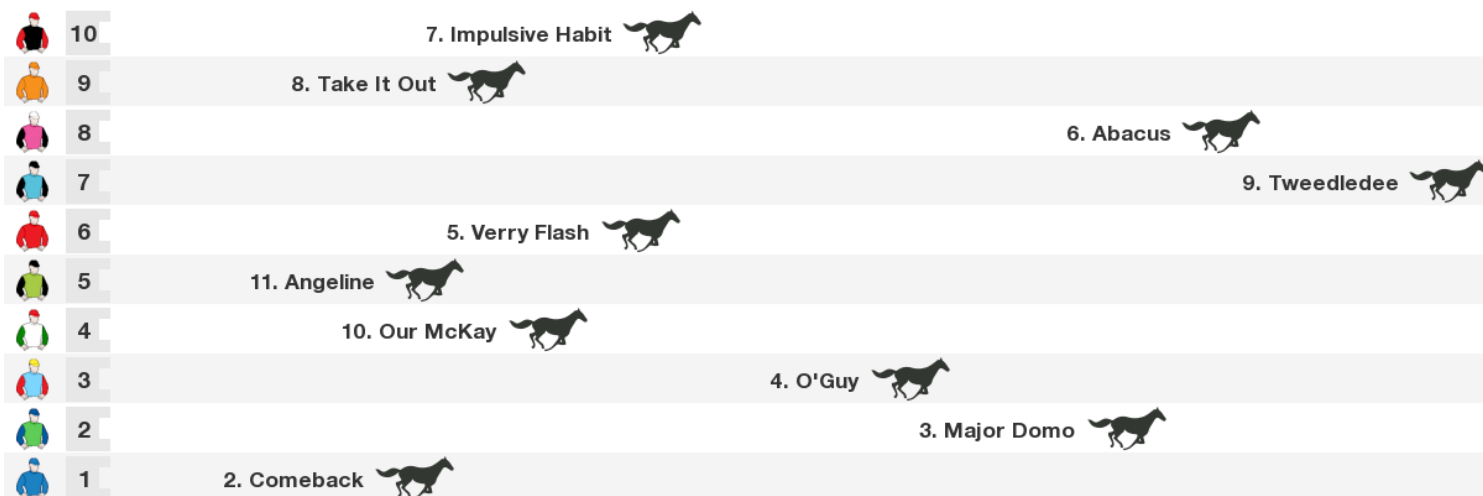 10 7. Impulsive Habit
9 8. Take It Out
8 6. Abacus
7 9. Tweedledee
6 5. Verry Flash
5 11. Angeline
4 10. Our McKay
3 4. O'Guy
2 3. Major Domo
1 2. Comeback